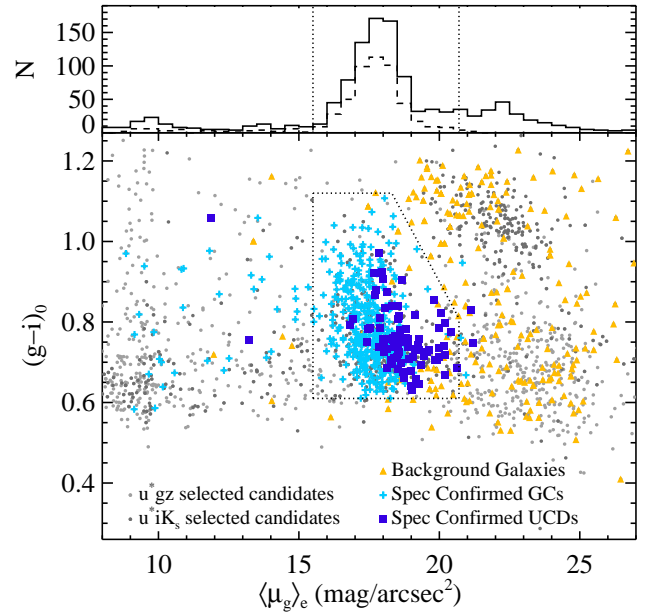 150
100
50
0
N
1.2
1.0
0.8
0.6
0.4
(g−i)₀
u*gz selected candidates
u*iKₛ selected candidates
Background Galaxies
Spec Confirmed GCs
Spec Confirmed UCDs
10 15 20 25
⟨μ_g⟩ₑ (mag/arcsec²)